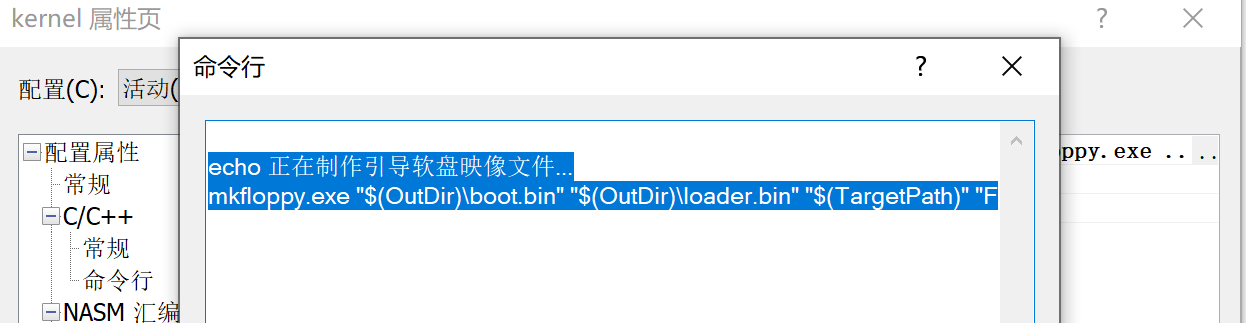 kernel 属性页
命令行
配置(C): 活动(
echo 正在制作引导软盘映像文件...
mkfloppy.exe "$(OutDir)\boot.bin" "$(OutDir)\loader.bin" "$(TargetPath)" "F
ppy.exe .. ..
配置属性
常规
C/C++
常规
命令行
NASM 汇编